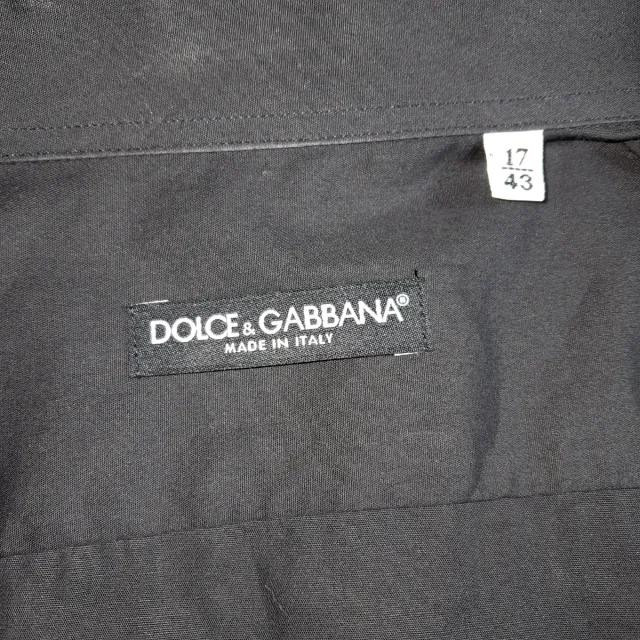 17
43
DOLCE & GABBANA®
MADE IN ITALY